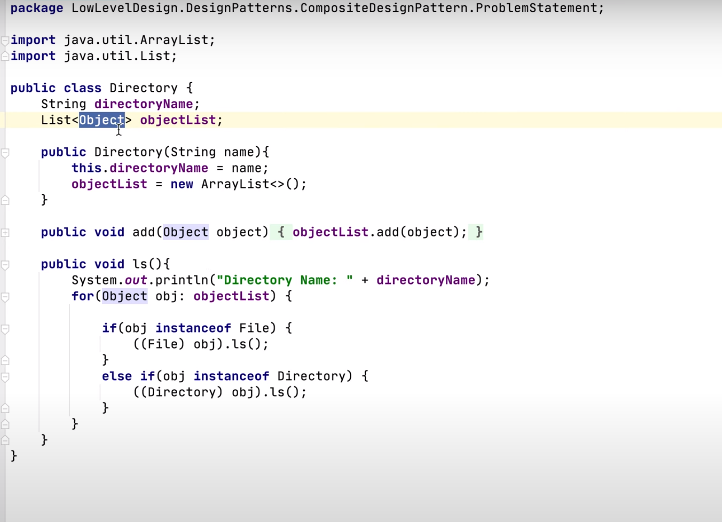 package LowLevelDesign.DesignPatterns.CompositeDesignPattern.ProblemStatement;
import java.util.ArrayList;
import java.util.List;
public class Directory {
String directoryName;
List<Object> objectList;
public Directory(String name){
this.directoryName = name;
objectList = new ArrayList<>();
}
public void add(Object object) { objectList.add(object); }
public void ls(){
System.out.println("Directory Name: " + directoryName);
for(Object obj: objectList) {
if(obj instanceof File) {
((File) obj).ls();
}
else if(obj instanceof Directory) {
((Directory) obj).ls();
}
}
}
}